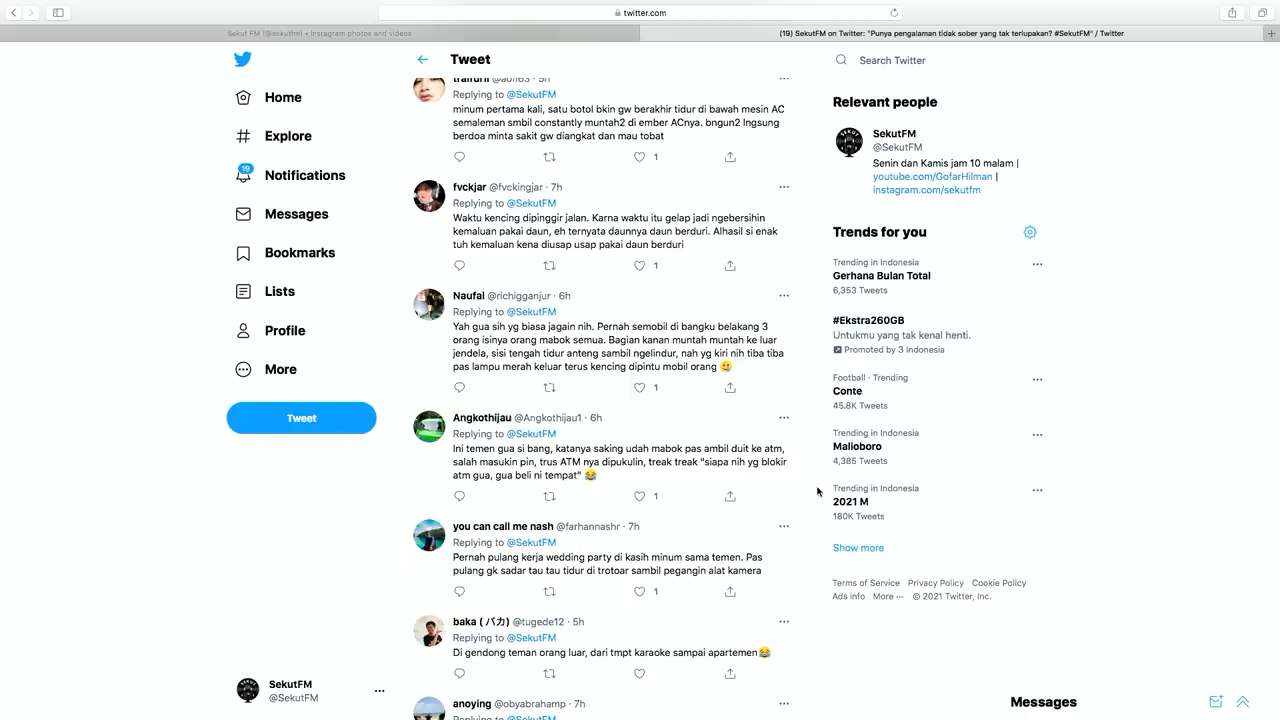 twitter.com
Sekut FM (@sekutfm) • Instagram photos and videos
(19) SekutFM on Twitter: "Punya pengalaman tidak sober yang tak terlupakan? #SekutFM" / Twitter
Home
Explore
19
Notifications
Messages
Bookmarks
Lists
Profile
More
Tweet
SekutFM
@SekutFM
Tweet
Replying to @SekutFM
minum pertama kali, satu botol bkin gw berakhir tidur di bawah mesin AC
semaleman smbil constantly muntah2 di ember ACnya. bngun2 lngsung
berdoa minta sakit gw diangkat dan mau tobat
1
fvckjar @fvckingjar · 7h
Replying to @SekutFM
Waktu kencing dipinggir jalan. Karna waktu itu gelap jadi ngebersihin
kemaluan pakai daun, eh ternyata daunnya daun berduri. Alhasil si enak
tuh kemaluan kena diusap usap pakai daun berduri
1
Naufal @richigganjur · 6h
Replying to @SekutFM
Yah gua sih yg biasa jagain nih. Pernah semobil di bangku belakang 3
orang isinya orang mabok semua. Bagian kanan muntah muntah ke luar
jendela, sisi tengah tidur anteng sambil ngelindur, nah yg kiri nih tiba tiba
pas lampu merah keluar terus kencing dipintu mobil orang
1
Angkothijau @Angkothijau1 · 6h
Replying to @SekutFM
Ini temen gua si bang, katanya saking udah mabok pas ambil duit ke atm,
salah masukin pin, trus ATM nya dipukulin, treak treak "siapa nih yg blokir
atm gua, gua beli ni tempat" 😂
1
you can call me nash @farhannashr · 7h
Replying to @SekutFM
Pernah pulang kerja wedding party di kasih minum sama temen. Pas
pulang gk sadar tau tau tidur di trotoar sambil pegangin alat kamera
1
baka ( バカ) @tugede12 · 5h
Replying to @SekutFM
Di gendong teman orang luar, dari tmpt karaoke sampai apartemen😂
anoying @obyabrahamp · 7h
Replying to @SekutFM
Search Twitter
Relevant people
SekutFM
@SekutFM
Senin dan Kamis jam 10 malam |
youtube.com/GofarHilman |
instagram.com/sekutfm
Trends for you
Trending in Indonesia
Gerhana Bulan Total
6,353 Tweets
#Ekstra260GB
Untukmu yang tak kenal henti.
Promoted by 3 Indonesia
Football · Trending
Conte
45.8K Tweets
Trending in Indonesia
Malioboro
4,385 Tweets
Trending in Indonesia
2021 M
180K Tweets
Show more
Terms of Service Privacy Policy Cookie Policy
Ads info More ··· © 2021 Twitter, Inc.
Messages